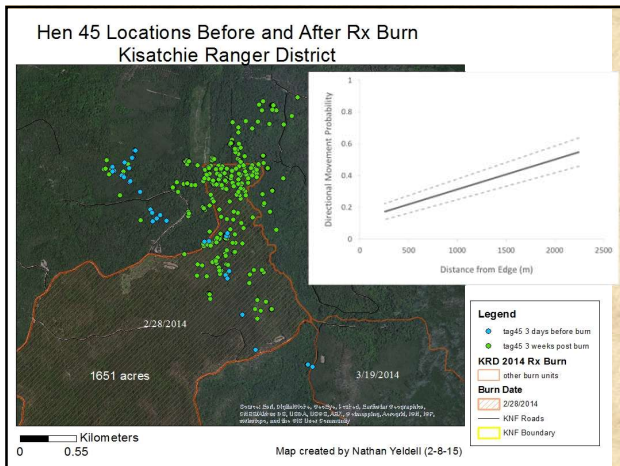 Hen 45 Locations Before and After Rx Burn
Kisatchie Ranger District
1
0.8
0.6
0.4
0.2
0
Directional Movement Probability
0 500 1000 1500 2000 2500
Distance from Edge (m)
2/28/2014
1651 acres
3/19/2014
Legend
tag45 3 days before burn
tag45 3 weeks post burn
KRD 2014 Rx Burn
other burn units
Burn Date
2/28/2014
KNF Roads
KNF Boundary
Kilometers
0 0.55
Map created by Nathan Yeldell (2-8-15)